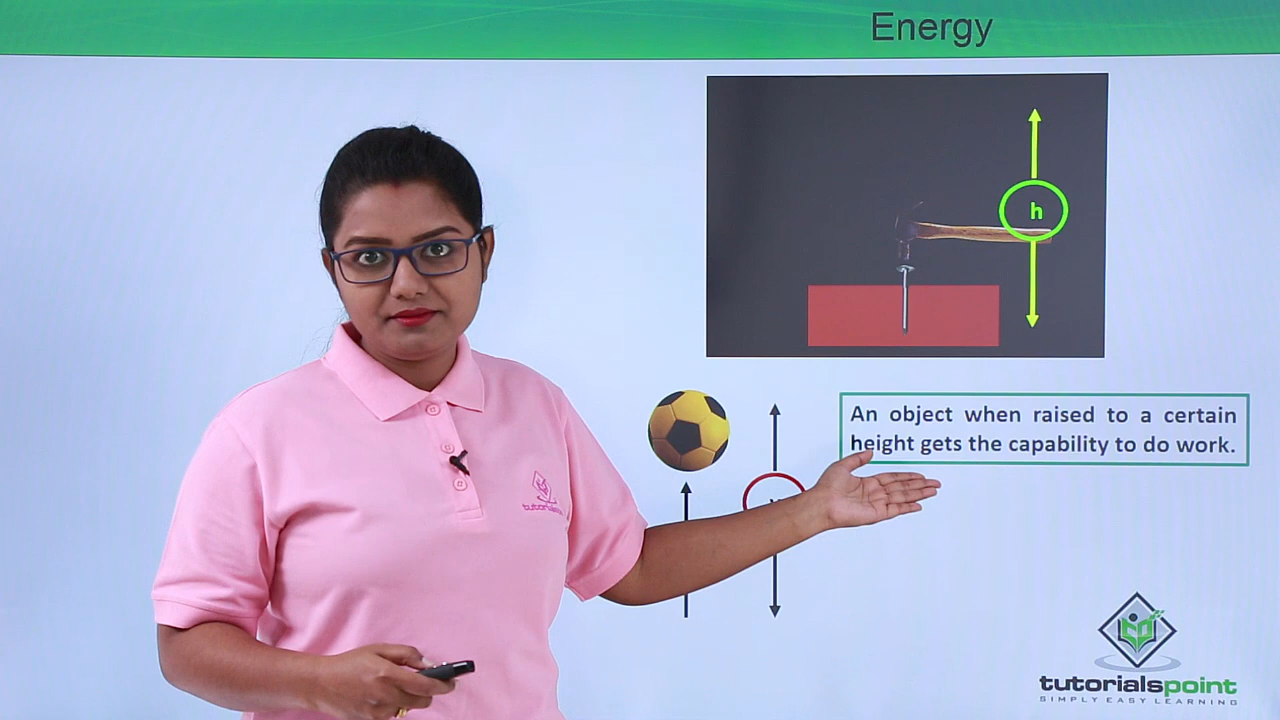 Energy
h
An object when raised to a certain
height gets the capability to do work.
tutorialspoint
SIMPLY EASY LEARNING